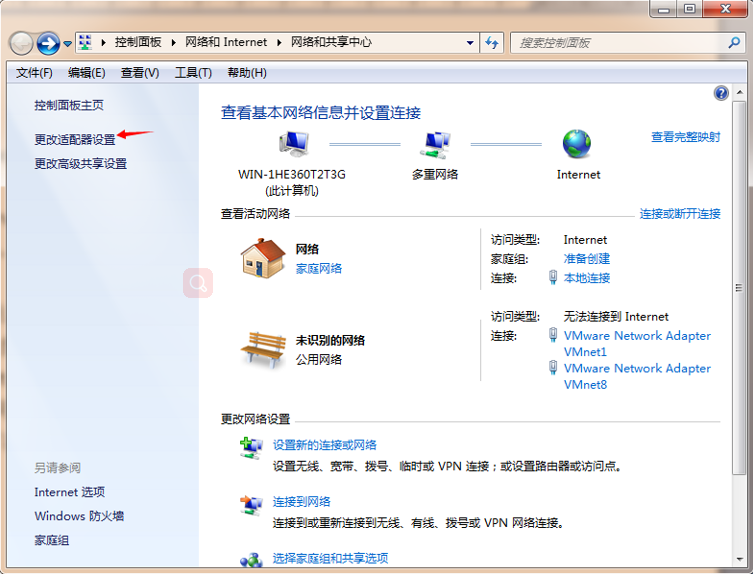 控制面板 ▸ 网络和 Internet ▸ 网络和共享中心
搜索控制面板
文件(F) 编辑(E) 查看(V) 工具(T) 帮助(H)
控制面板主页
更改适配器设置
更改高级共享设置
查看基本网络信息并设置连接
查看完整映射
WIN-1HE360T2T3G
(此计算机)
多重网络
Internet
查看活动网络
连接或断开连接
网络
家庭网络
访问类型: Internet
家庭组: 准备创建
连接: 本地连接
未识别的网络
公用网络
访问类型: 无法连接到 Internet
连接: VMware Network Adapter
VMnet1
VMware Network Adapter
VMnet8
更改网络设置
设置新的连接或网络
设置无线、宽带、拨号、临时或 VPN 连接；或设置路由器或访问点。
连接到网络
连接到或重新连接到无线、有线、拨号或 VPN 网络连接。
选择家庭组和共享选项
另请参阅
Internet 选项
Windows 防火墙
家庭组